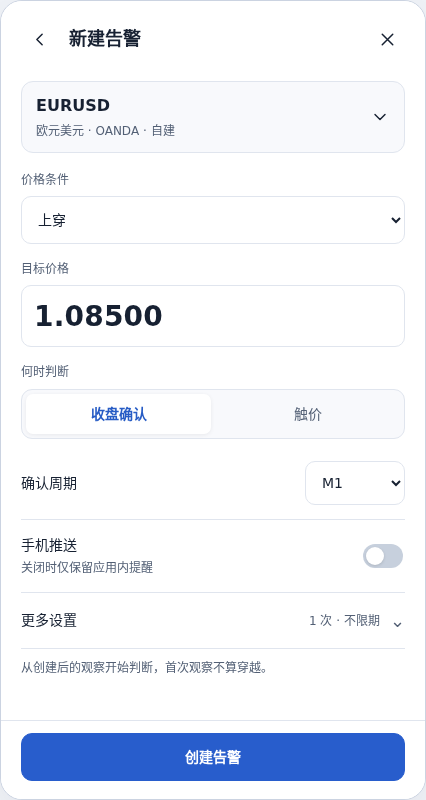 新建告警
EURUSD
欧元美元 · OANDA · 自建
价格条件
上穿
目标价格
1.08500
何时判断
收盘确认 触价
确认周期 M1
手机推送
关闭时仅保留应用内提醒
更多设置 1 次 · 不限期
从创建后的观察开始判断，首次观察不算穿越。
创建告警